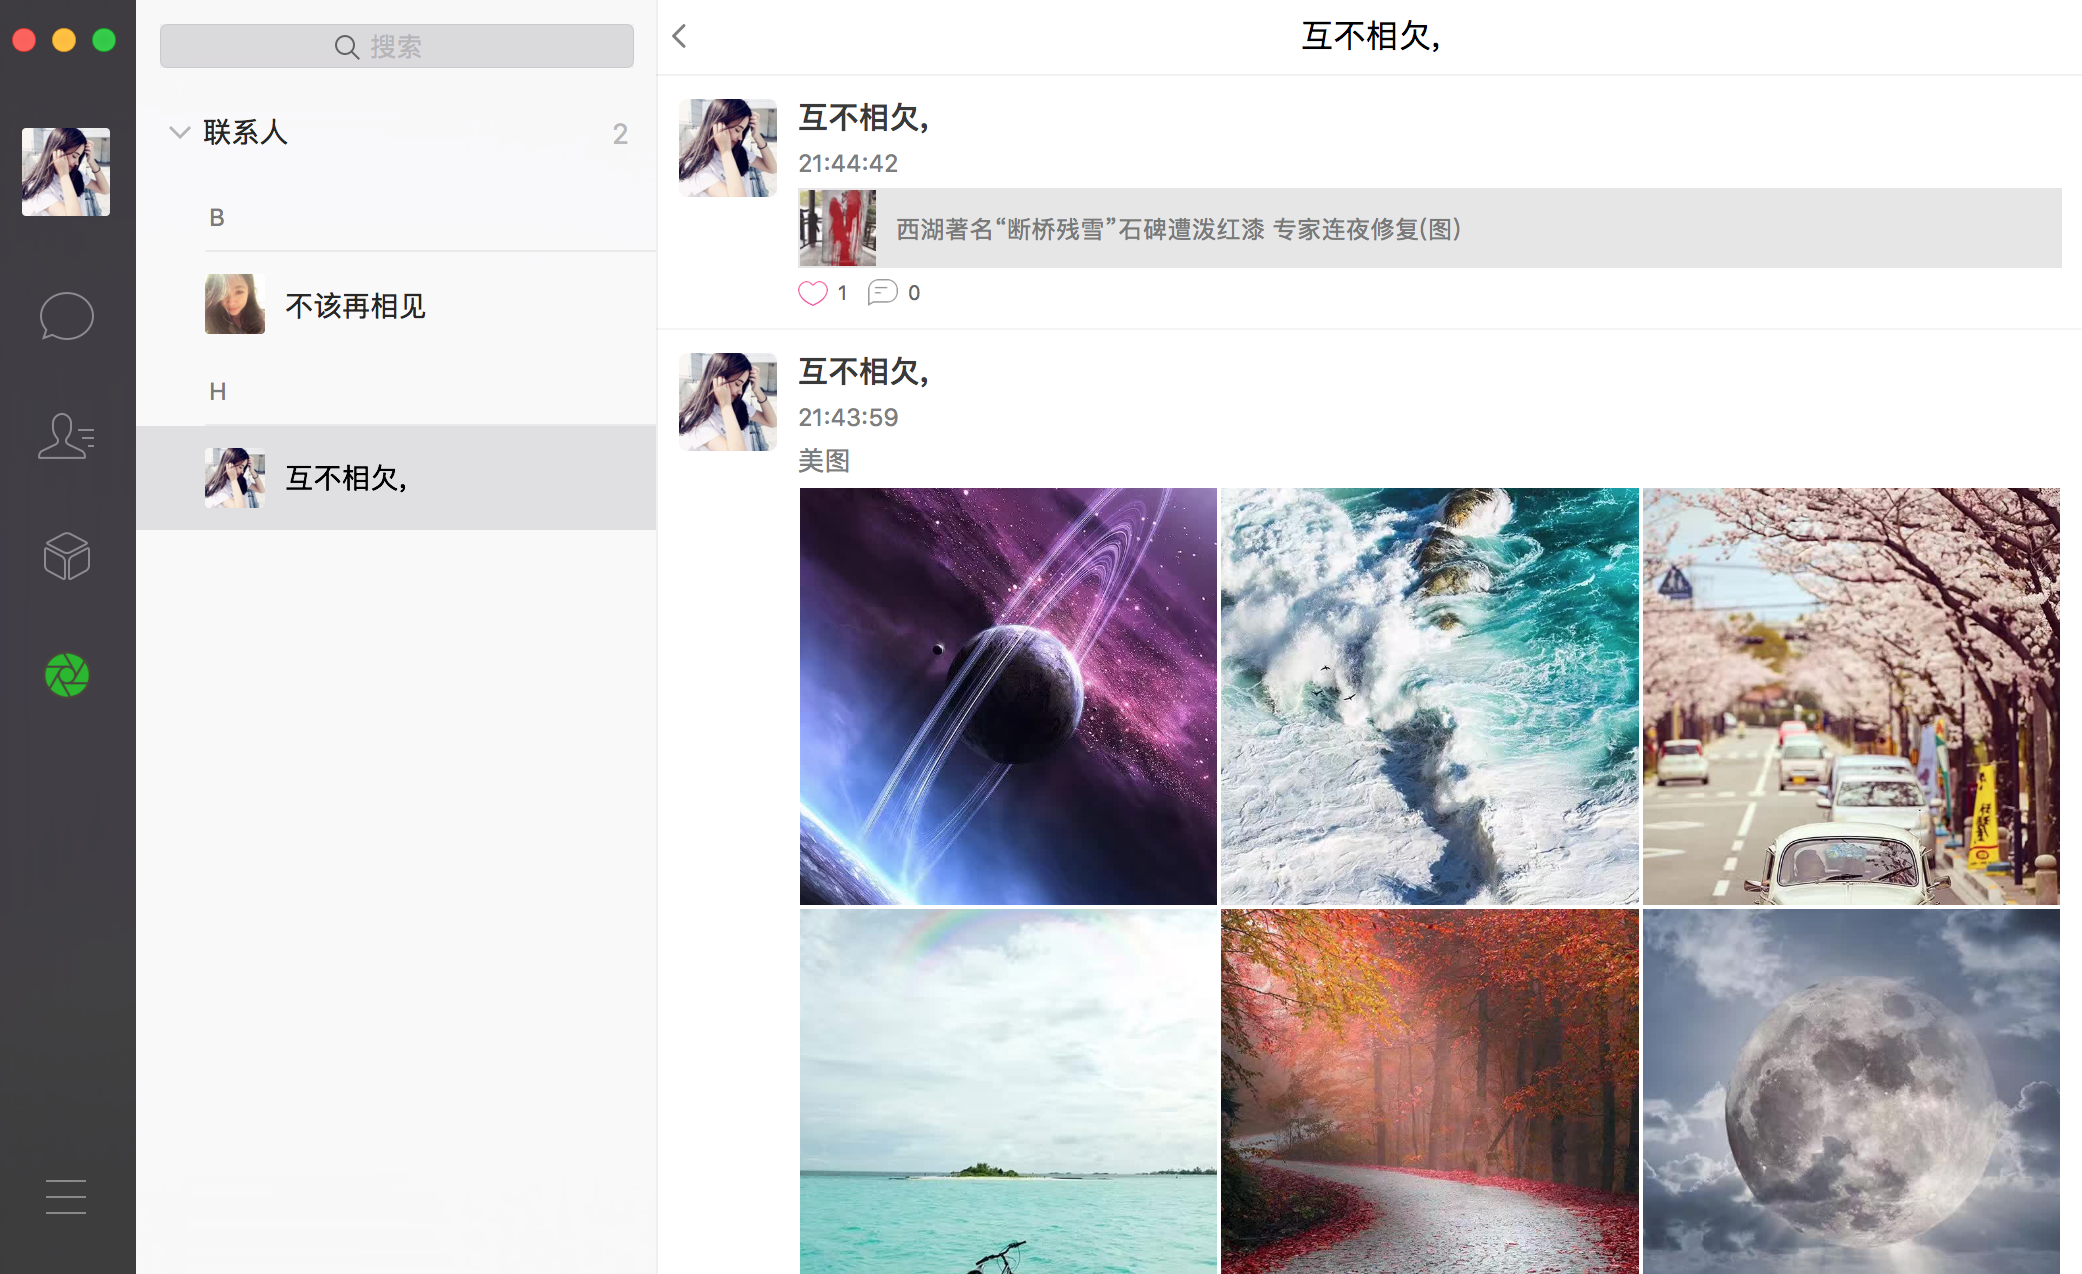 搜索
联系人
2
B
不该再相见
H
互不相欠,
互不相欠,
互不相欠,
21:44:42
西湖著名“断桥残雪”石碑遭泼红漆 专家连夜修复(图)
1
0
互不相欠,
21:43:59
美图